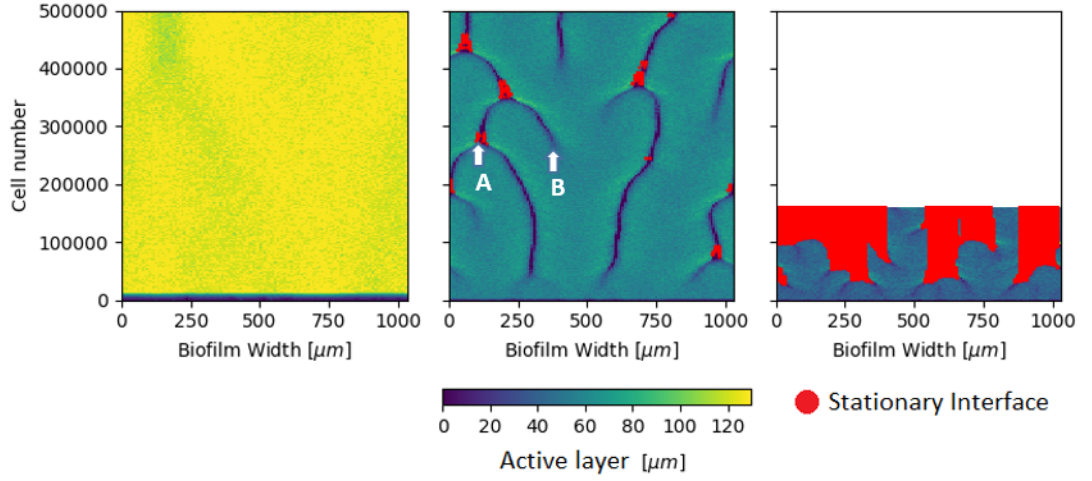 500000
400000
300000
200000
100000
0
Cell number
0 250 500 750 1000
Biofilm Width [μm]
A
B
0 250 500 750 1000
Biofilm Width [μm]
0 250 500 750 1000
Biofilm Width [μm]
0 20 40 60 80 100 120
Active layer [μm]
Stationary Interface